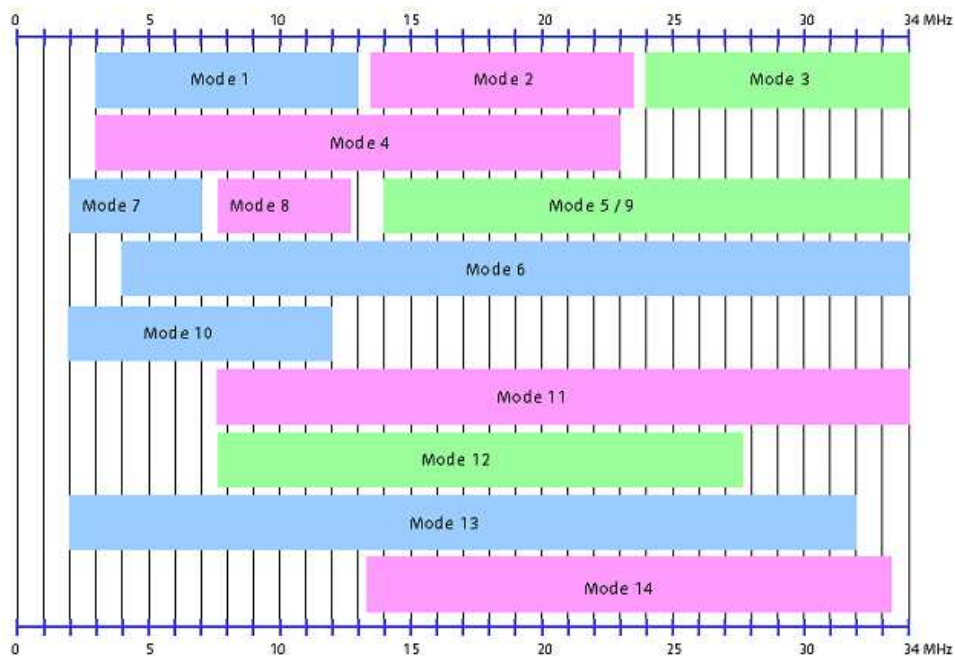 0 5 10 15 20 25 30 34 MHz
Mode 1 Mode 2 Mode 3
Mode 4
Mode 7 Mode 8 Mode 5 / 9
Mode 6
Mode 10
Mode 11
Mode 12
Mode 13
Mode 14
0 5 10 15 20 25 30 34 MHz